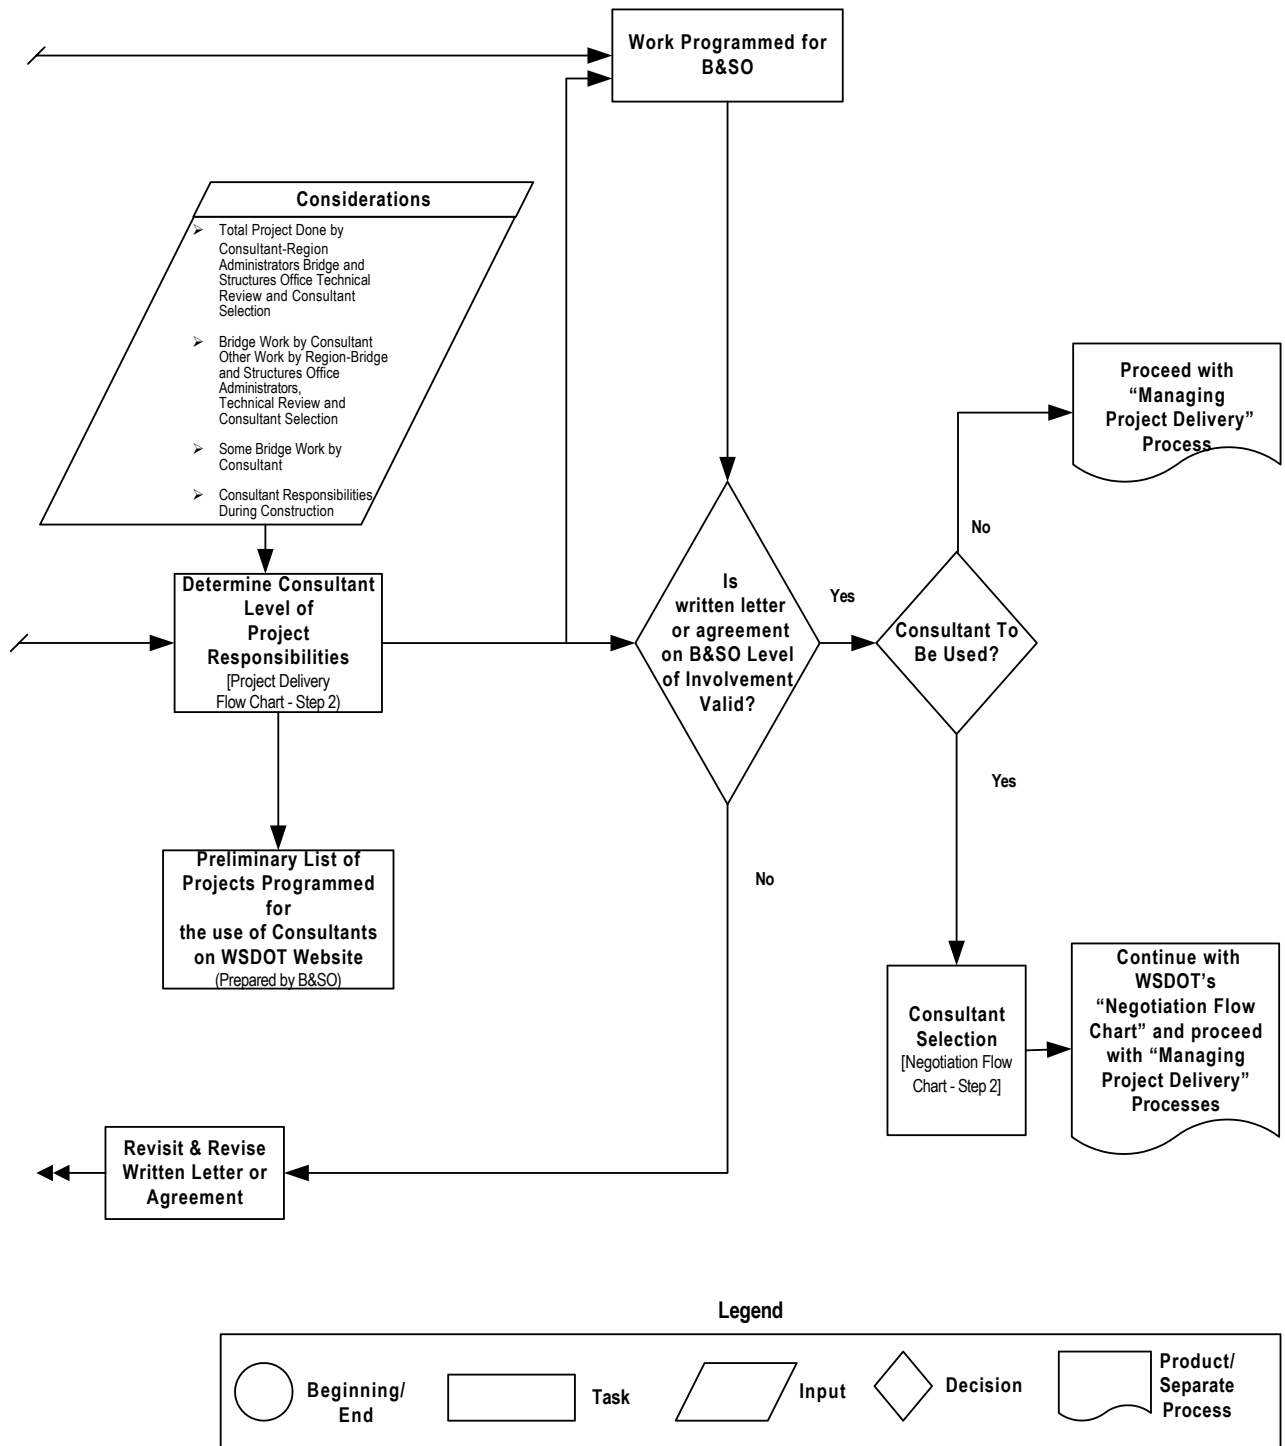 Work Programmed for
B&SO
Considerations
➢ Total Project Done by
Consultant-Region
Administrators Bridge and
Structures Office Technical
Review and Consultant
Selection
➢ Bridge Work by Consultant
Other Work by Region-Bridge
and Structures Office
Administrators,
Technical Review and
Consultant Selection
➢ Some Bridge Work by
Consultant
➢ Consultant Responsibilities
During Construction
Proceed with
“Managing
Project Delivery”
Process
No
Determine Consultant
Level of
Project
Responsibilities
[Project Delivery
Flow Chart - Step 2)
Is
written letter
or agreement
on B&SO Level
of Involvement
Valid?
Yes
Consultant To
Be Used?
Yes
No
Preliminary List of
Projects Programmed
for
the use of Consultants
on WSDOT Website
(Prepared by B&SO)
Consultant
Selection
[Negotiation Flow
Chart - Step 2]
Continue with
WSDOT’s
“Negotiation Flow
Chart” and proceed
with “Managing
Project Delivery”
Processes
Revisit & Revise
Written Letter or
Agreement
Legend
Beginning/
End
Task
Input
Decision
Product/
Separate
Process